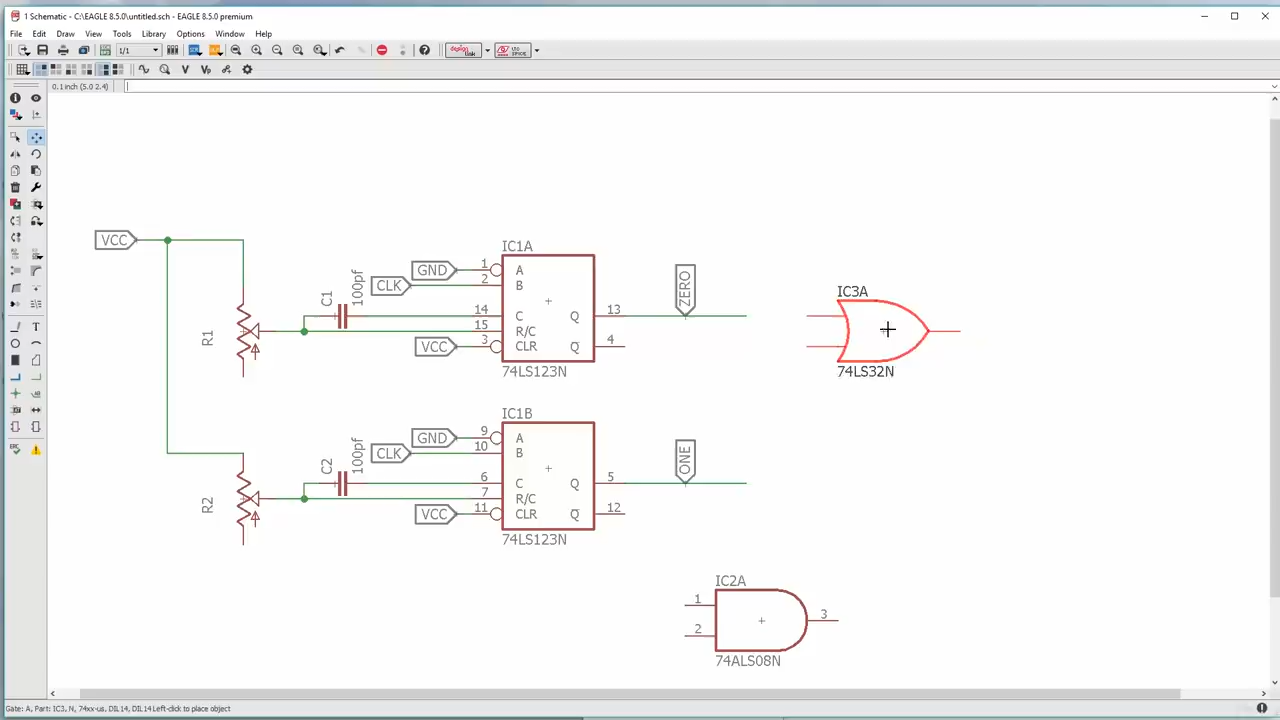 1 Schematic - C:\EAGLE 8.5.0\untitled.sch - EAGLE 8.5.0 premium
File Edit Draw View Tools Library Options Window Help
1/1
design link
0.1 inch (5.0 2.4)
VCC
R1
C1
100pf
GND
CLK
VCC
IC1A
1
2
14
15
3
A
B
C
R/C
CLR
Q
Q
13
4
74LS123N
ZERO
IC3A
74LS32N
R2
C2
100pf
GND
CLK
VCC
IC1B
9
10
6
7
11
A
B
C
R/C
CLR
Q
Q
5
12
74LS123N
ONE
IC2A
1
2
3
74ALS08N
Gate: A, Part: IC3, N, 74xx-us, DIL14, DIL14 Left-click to place object